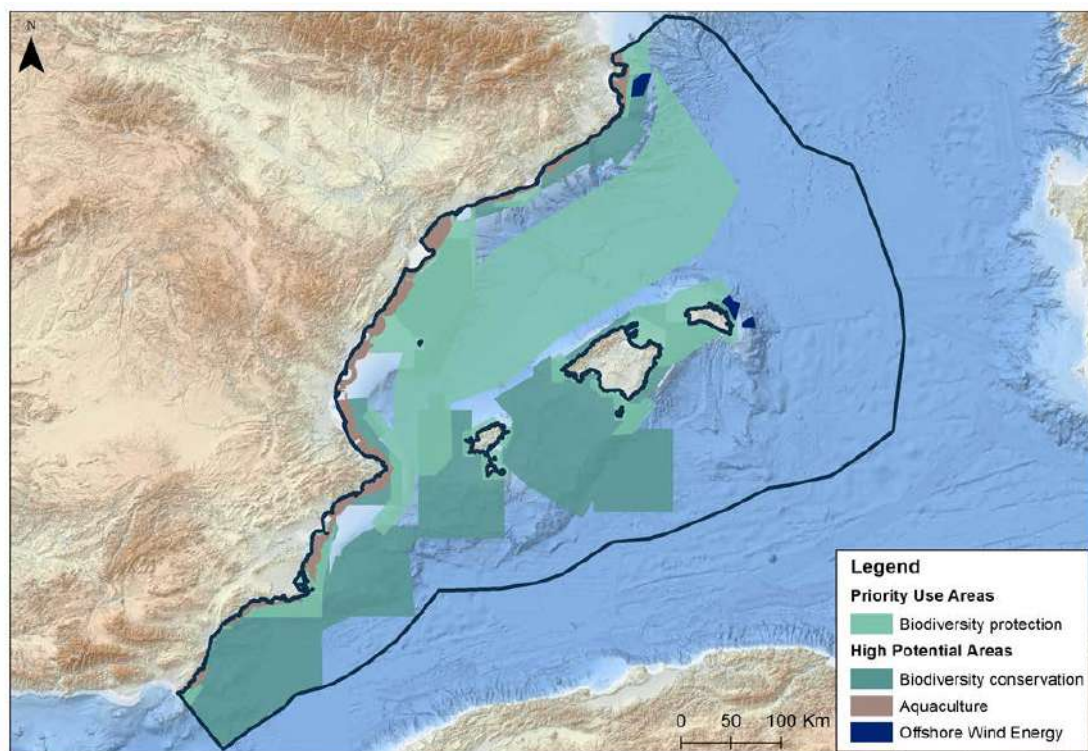 N
0 50 100 Km
Legend
Priority Use Areas
Biodiversity protection
High Potential Areas
Biodiversity conservation
Aquaculture
Offshore Wind Energy